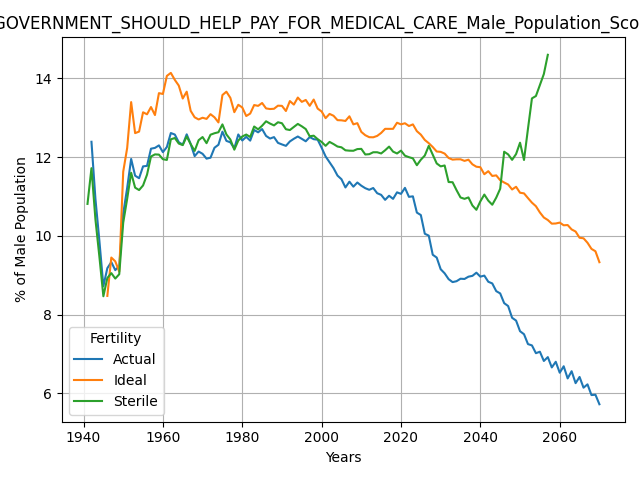 GOVERNMENT_SHOULD_HELP_PAY_FOR_MEDICAL_CARE_Male_Population_Sco
% of Male Population
14
12
10
8
6
Fertility
Actual
Ideal
Sterile
1940 1960 1980 2000 2020 2040 2060
Years